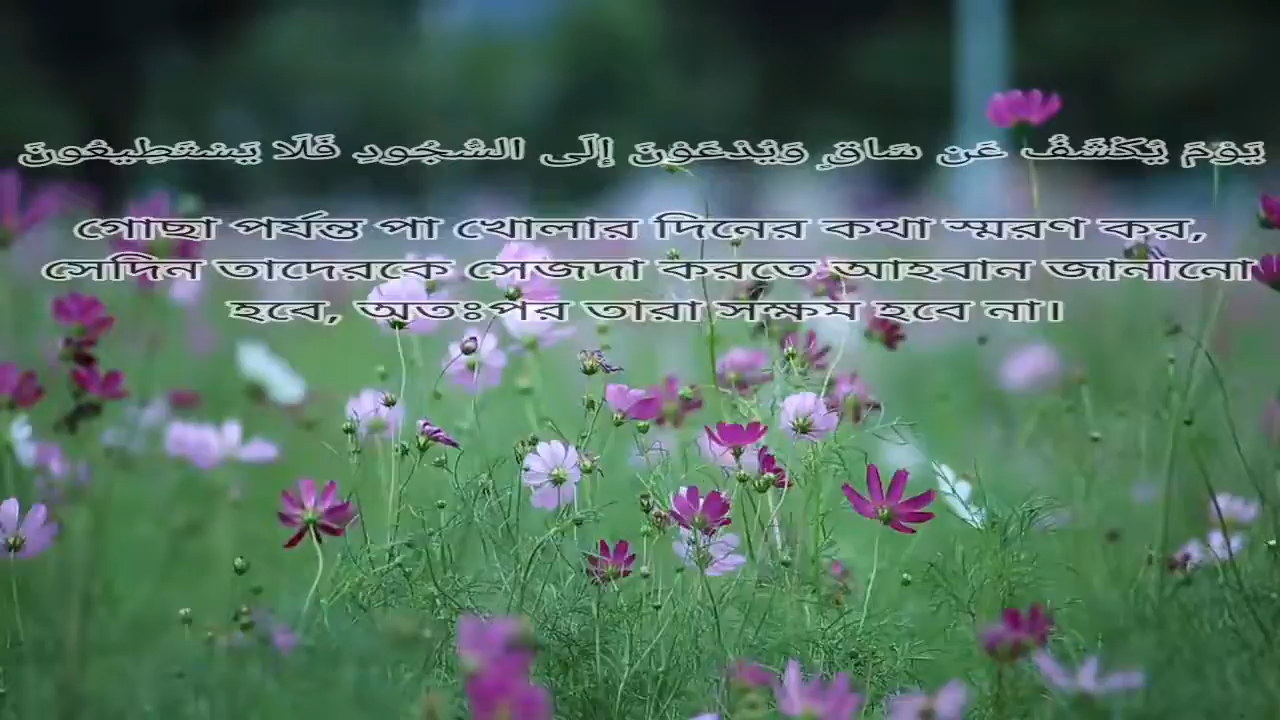 يَوْمَ يُكْشَفُ عَن سَاقٍ وَيُدْعَوْنَ إِلَى السُّجُودِ فَلَا يَسْتَطِيعُونَ
গোছা পর্যন্ত পা খোলার দিনের কথা স্মরণ কর,
সেদিন তাদেরকে সেজদা করতে আহবান জানানো
হবে, অতঃপর তারা সক্ষম হবে না।